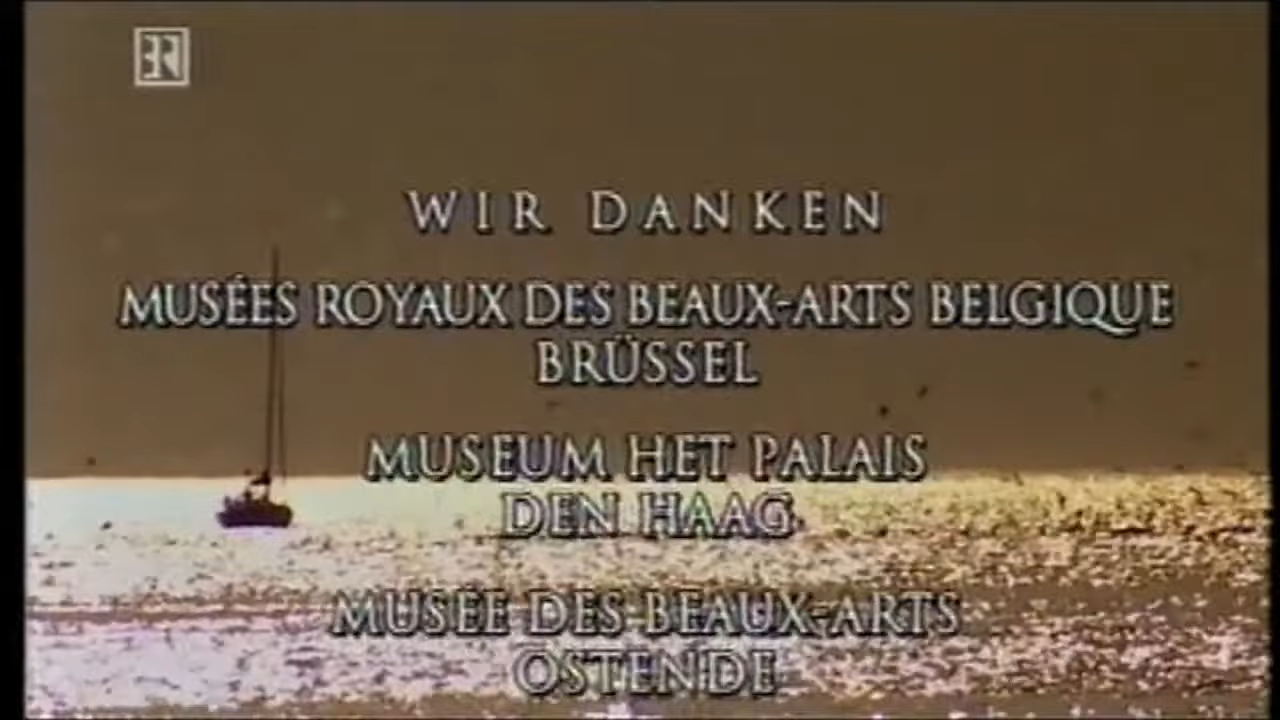 BR
WIR DANKEN
MUSÉES ROYAUX DES BEAUX-ARTS BELGIQUE
BRÜSSEL
MUSEUM HET PALAIS
DEN HAAG
MUSÉE DES BEAUX-ARTS
OSTENDE